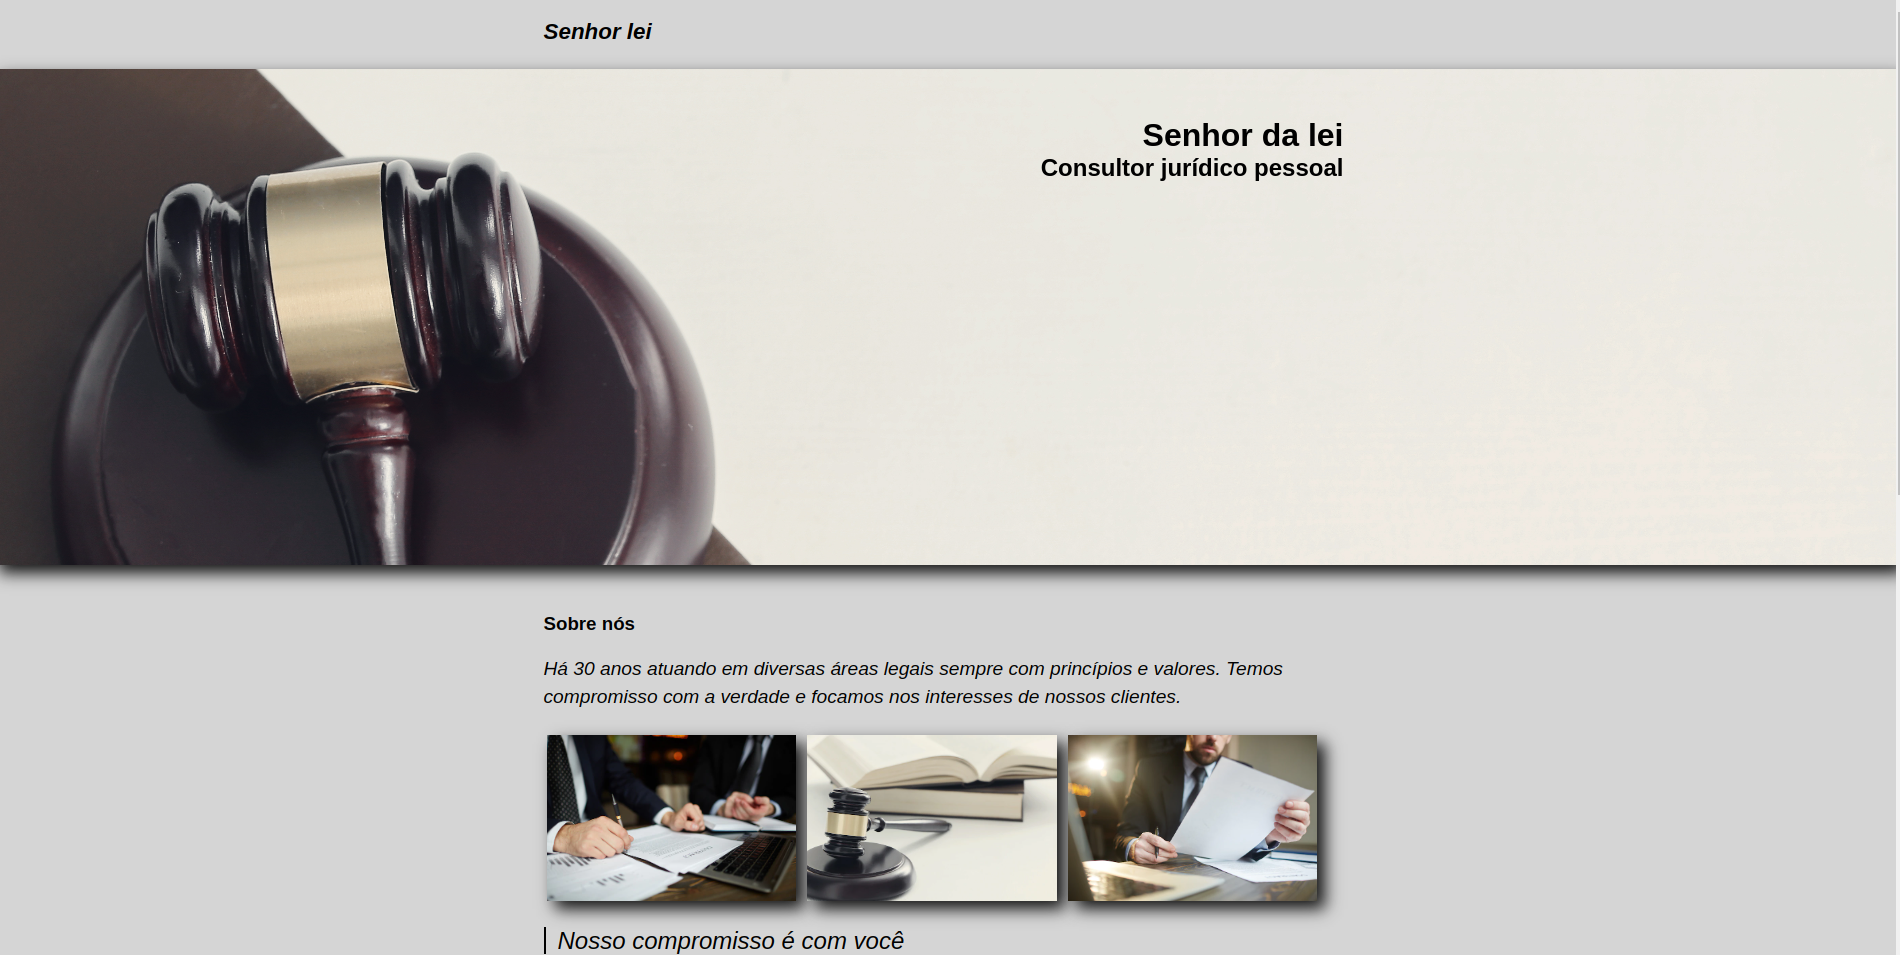 Senhor lei
Senhor da lei
Consultor jurídico pessoal
Sobre nós
Há 30 anos atuando em diversas áreas legais sempre com princípios e valores. Temos
compromisso com a verdade e focamos nos interesses de nossos clientes.
Nosso compromisso é com você